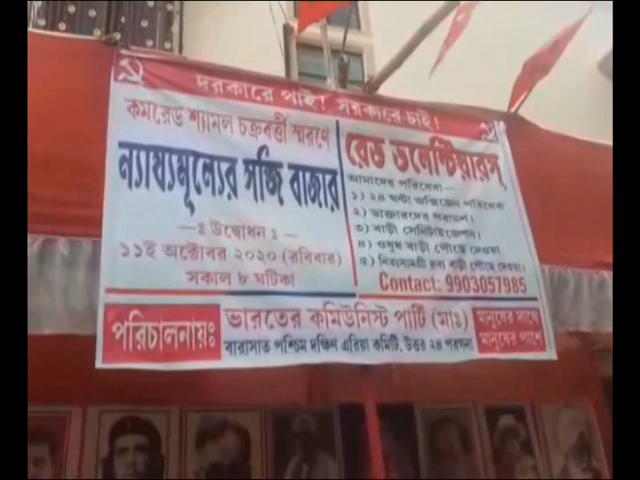 দরকারে পাই! সরকারে চাই!
কমরেড শ্যামল চক্রবর্ত্তী স্মরণে
ন্যায্যমূল্যের সব্জি বাজার
—ঃ উদ্বোধন ঃ—
১১ই অক্টোবর ২০২০ (রবিবার)
সকাল ৮ ঘটিকা
রেড ভলেন্টিয়ারস্
আমাদের পরিষেবা—
১) ২৪ ঘন্টা অক্সিজেন পরিষেবা
২) ডাক্তারদের পরামর্শ।
৩) বাড়ী সেনিটাইজেশন।
৪) ওষুধ বাড়ী পৌছে দেওয়া
৫) নিত্যসামগ্রী দ্রব্য বাড়ী পৌছে দেওয়া।
Contact: 9903057985
পরিচালনায়ঃ
ভারতের কমিউনিস্ট পার্টি (মাঃ)
বারাসাত পশ্চিম দক্ষিণ এরিয়া কমিটি, উত্তর ২৪ পরগনা
মানুষের সাথে
মানুষের পাশে